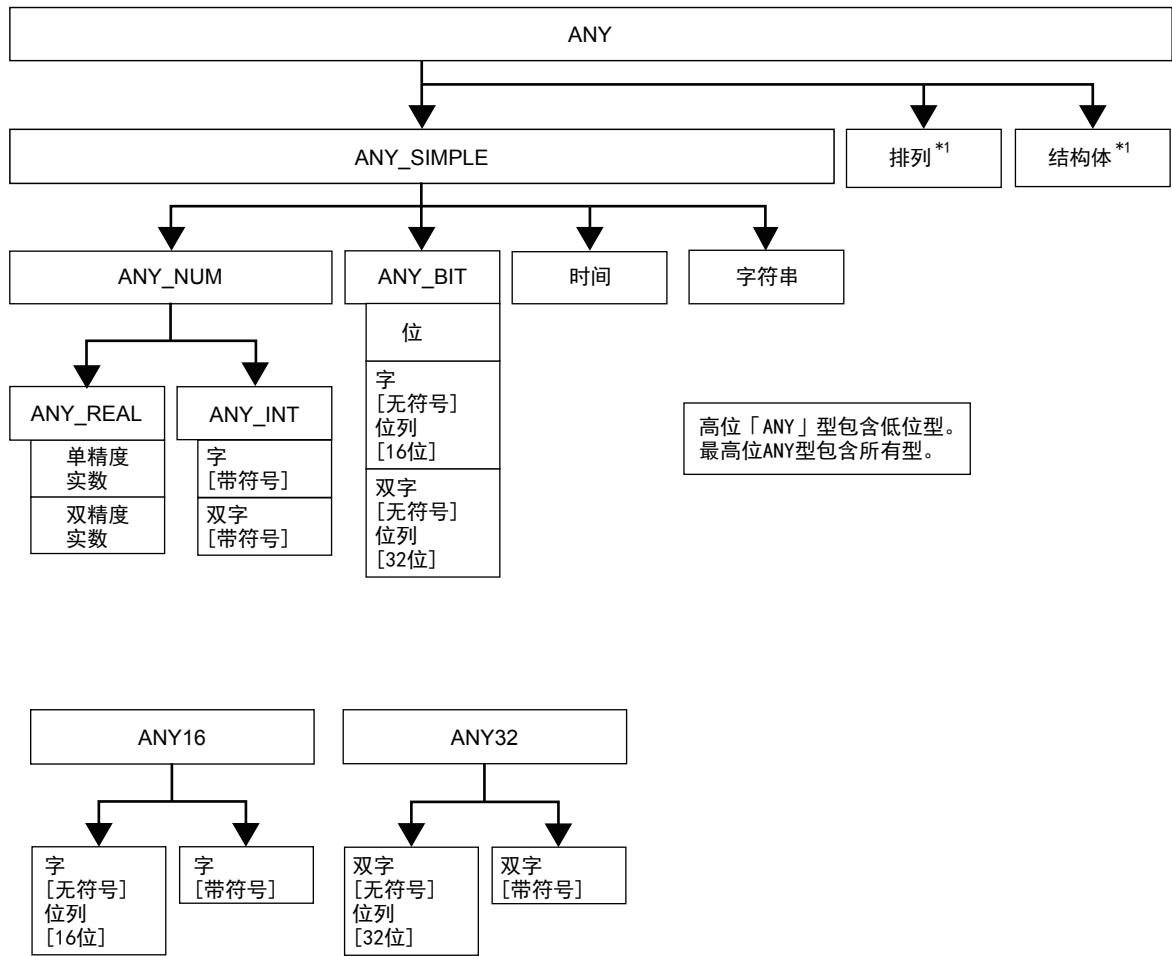 ANY
ANY_SIMPLE
排列*1
结构体*1
ANY_NUM
ANY_BIT
时间
字符串
位
字
[无符号]
位列
[16位]
双字
[无符号]
位列
[32位]
ANY_REAL
单精度
实数
双精度
实数
ANY_INT
字
[带符号]
双字
[带符号]
高位「ANY」型包含低位型。
最高位ANY型包含所有型。
ANY16
字
[无符号]
位列
[16位]
字
[带符号]
ANY32
双字
[无符号]
位列
[32位]
双字
[带符号]